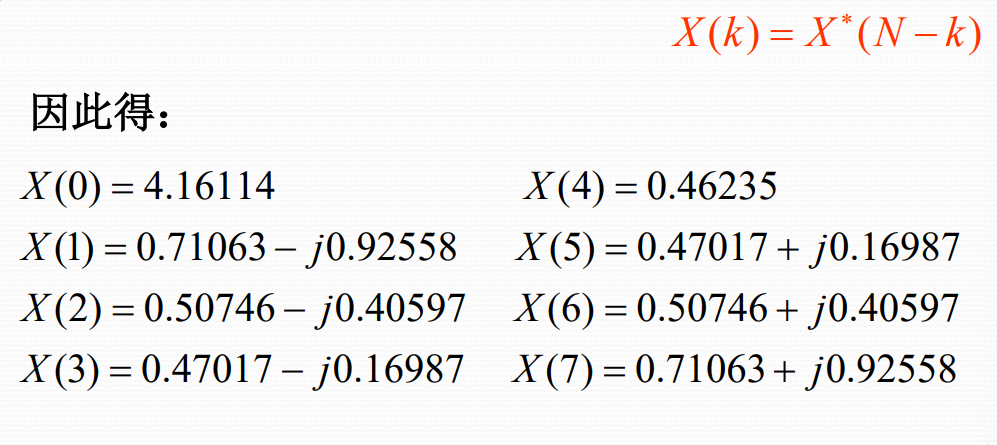 X(k) = X*(N − k)
因此得：
X(0) = 4.16114 X(4) = 0.46235
X(1) = 0.71063 − j0.92558 X(5) = 0.47017 + j0.16987
X(2) = 0.50746 − j0.40597 X(6) = 0.50746 + j0.40597
X(3) = 0.47017 − j0.16987 X(7) = 0.71063 + j0.92558